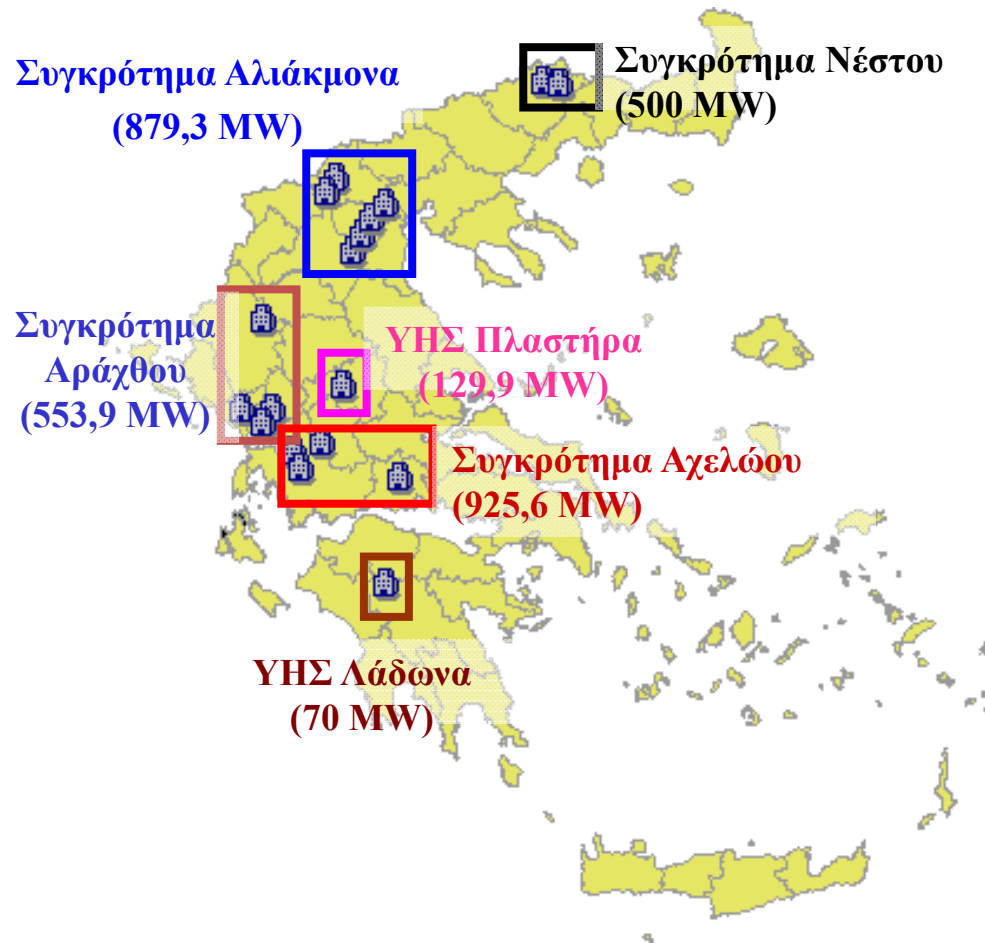 Συγκρότημα Νέστου
(500 MW)
Συγκρότημα Αλιάκμονα
(879,3 MW)
Συγκρότημα
Αράχθου
(553,9 MW)
ΥΗΣ Πλαστήρα
(129,9 MW)
Συγκρότημα Αχελώου
(925,6 MW)
ΥΗΣ Λάδωνα
(70 MW)